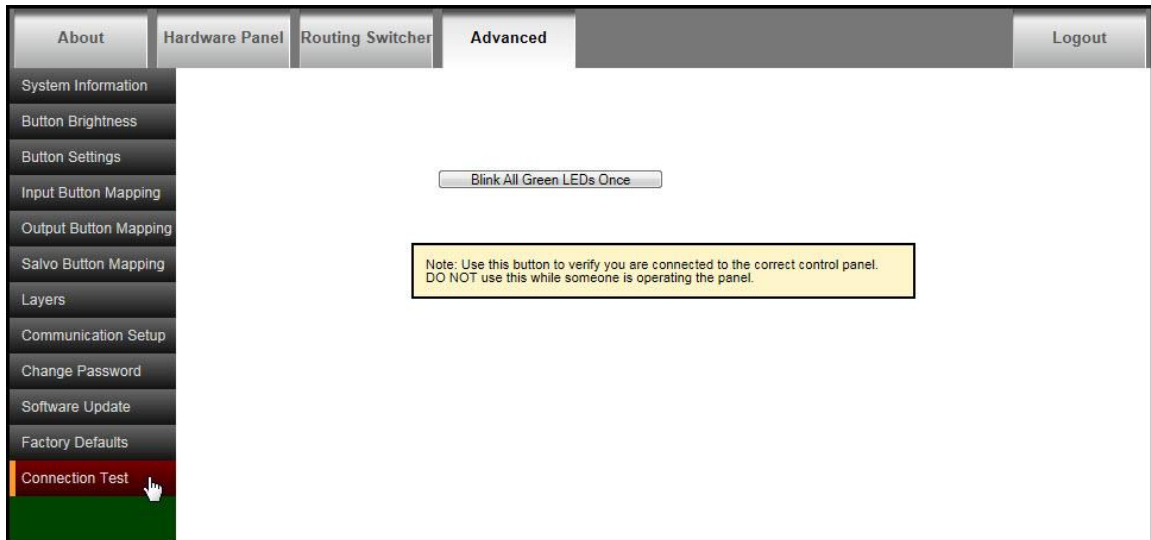 About
Hardware Panel
Routing Switcher
Advanced
Logout
System Information
Button Brightness
Button Settings
Input Button Mapping
Output Button Mapping
Salvo Button Mapping
Layers
Communication Setup
Change Password
Software Update
Factory Defaults
Connection Test
Blink All Green LEDs Once
Note: Use this button to verify you are connected to the correct control panel.
DO NOT use this while someone is operating the panel.